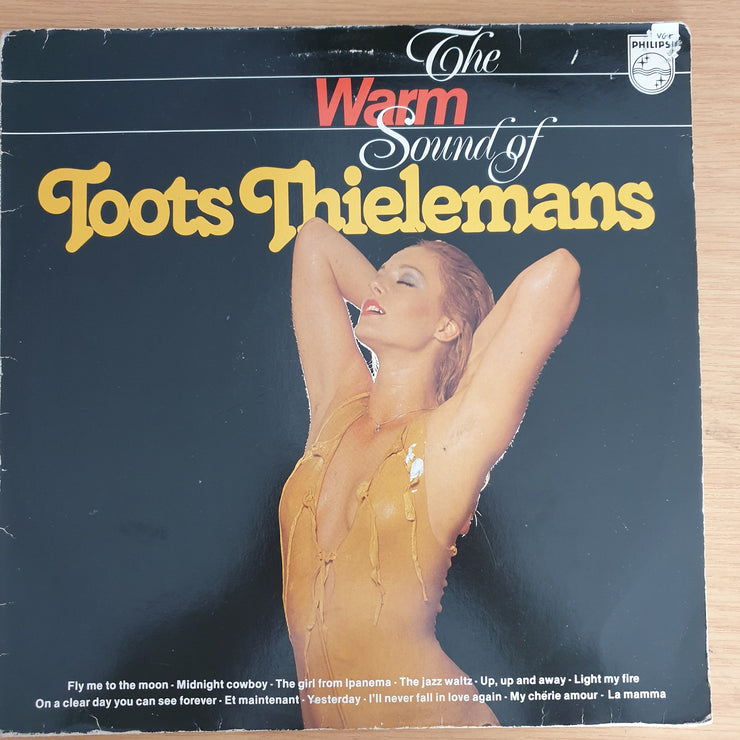 The
Warm
Sound of
Toots Thielemans
VG+
PHILIPS
Fly me to the moon - Midnight cowboy - The girl from Ipanema - The jazz waltz - Up, up and away - Light my fire
On a clear day you can see forever - Et maintenant - Yesterday - I'll never fall in love again - My chérie amour - La mamma